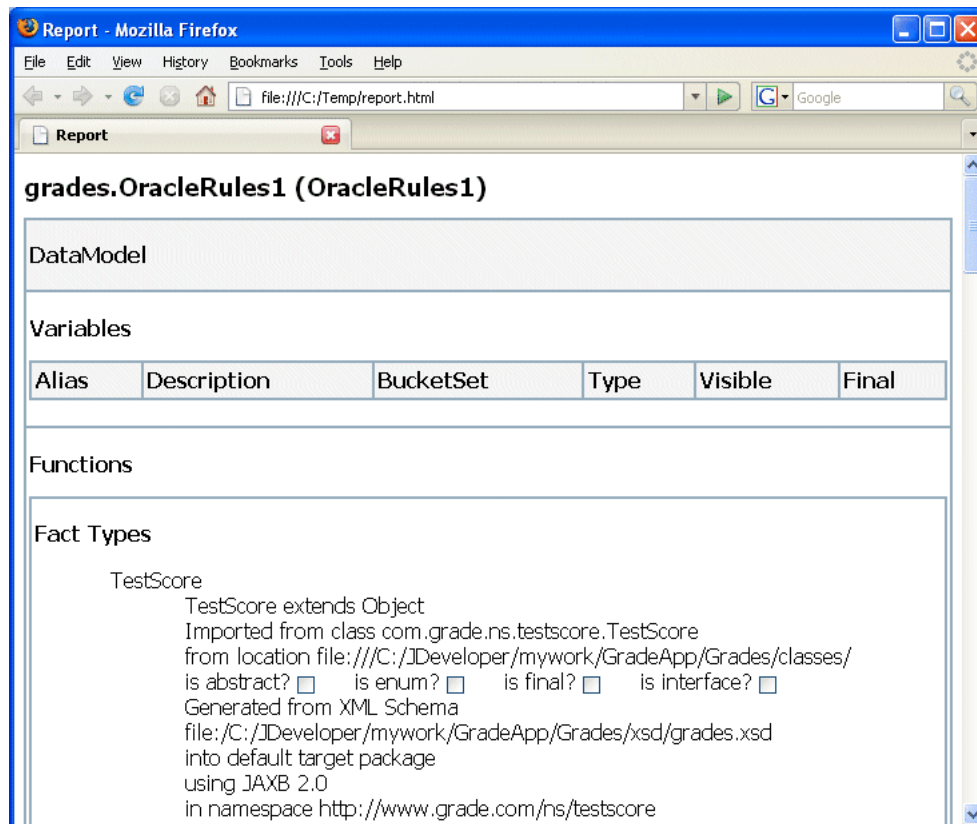 Report - Mozilla Firefox
File Edit View History Bookmarks Tools Help
file:///C:/Temp/report.html
G Google
Report
grades.OracleRules1 (OracleRules1)
DataModel
Variables
Alias Description BucketSet Type Visible Final
Functions
Fact Types
TestScore
TestScore extends Object
Imported from class com.grade.ns.testscore.TestScore
from location file:///C:/JDeveloper/mywork/GradeApp/Grades/classes/
is abstract? is enum? is final? is interface?
Generated from XML Schema
file:/C:/JDeveloper/mywork/GradeApp/Grades/xsd/grades.xsd
into default target package
using JAXB 2.0
in namespace http://www.grade.com/ns/testscore